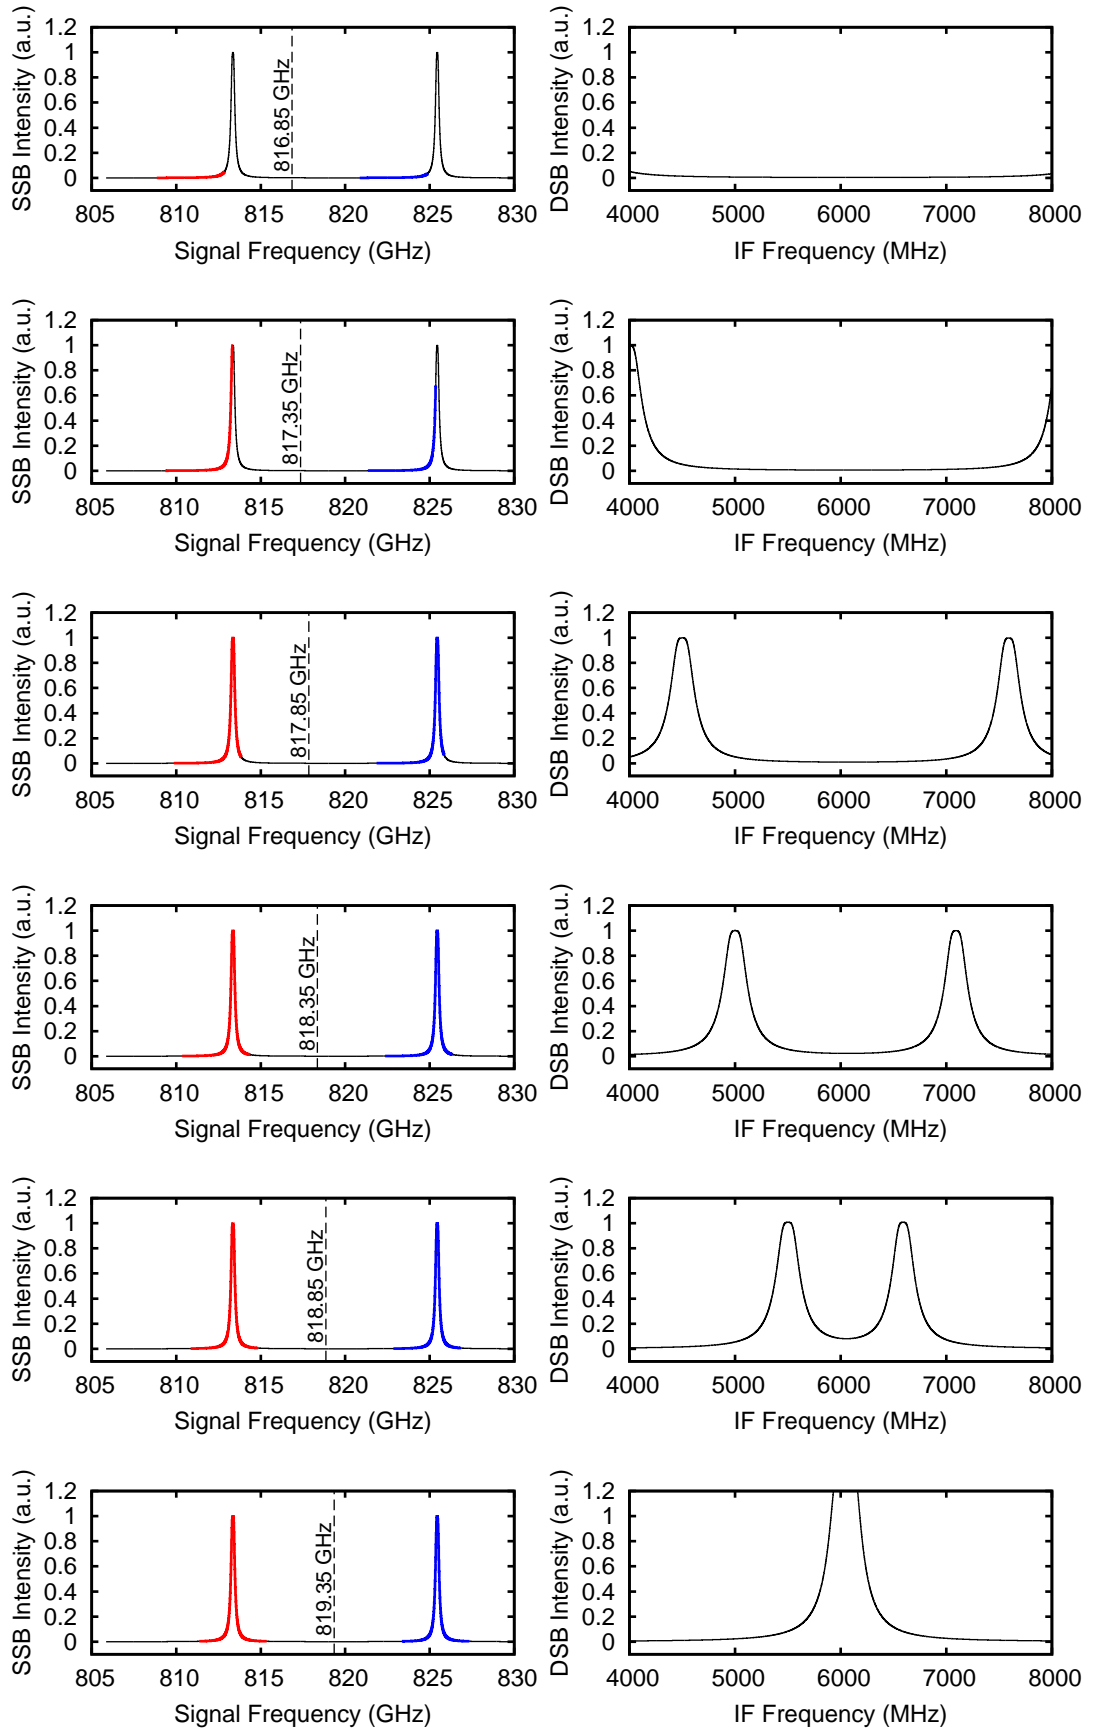 SSB Intensity (a.u.)
1.2
1
0.8
0.6
0.4
0.2
0
816.85 GHz
805 810 815 820 825 830
Signal Frequency (GHz)
DSB Intensity (a.u.)
1.2
1
0.8
0.6
0.4
0.2
0
4000 5000 6000 7000 8000
IF Frequency (MHz)
SSB Intensity (a.u.)
1.2
1
0.8
0.6
0.4
0.2
0
817.35 GHz
805 810 815 820 825 830
Signal Frequency (GHz)
DSB Intensity (a.u.)
1.2
1
0.8
0.6
0.4
0.2
0
4000 5000 6000 7000 8000
IF Frequency (MHz)
SSB Intensity (a.u.)
1.2
1
0.8
0.6
0.4
0.2
0
817.85 GHz
805 810 815 820 825 830
Signal Frequency (GHz)
DSB Intensity (a.u.)
1.2
1
0.8
0.6
0.4
0.2
0
4000 5000 6000 7000 8000
IF Frequency (MHz)
SSB Intensity (a.u.)
1.2
1
0.8
0.6
0.4
0.2
0
818.35 GHz
805 810 815 820 825 830
Signal Frequency (GHz)
DSB Intensity (a.u.)
1.2
1
0.8
0.6
0.4
0.2
0
4000 5000 6000 7000 8000
IF Frequency (MHz)
SSB Intensity (a.u.)
1.2
1
0.8
0.6
0.4
0.2
0
818.85 GHz
805 810 815 820 825 830
Signal Frequency (GHz)
DSB Intensity (a.u.)
1.2
1
0.8
0.6
0.4
0.2
0
4000 5000 6000 7000 8000
IF Frequency (MHz)
SSB Intensity (a.u.)
1.2
1
0.8
0.6
0.4
0.2
0
819.35 GHz
805 810 815 820 825 830
Signal Frequency (GHz)
DSB Intensity (a.u.)
1.2
1
0.8
0.6
0.4
0.2
0
4000 5000 6000 7000 8000
IF Frequency (MHz)